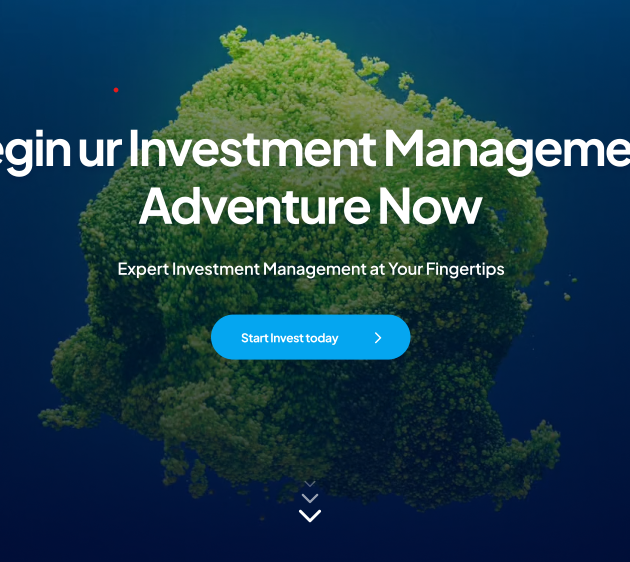 egin ur Investment Manageme
Adventure Now
Expert Investment Management at Your Fingertips
Start Invest today